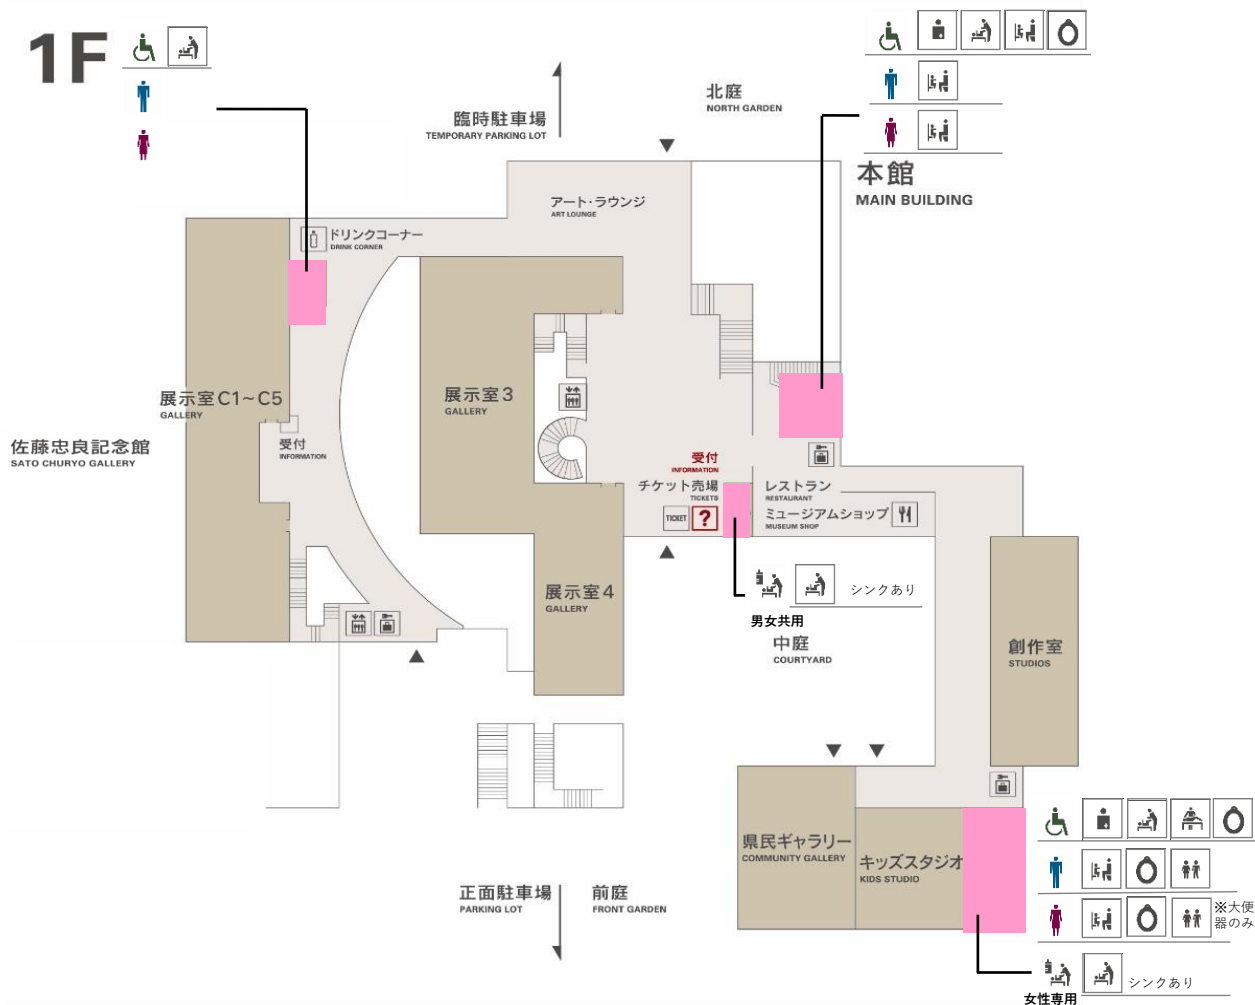 1F
北庭
NORTH GARDEN
臨時駐車場
TEMPORARY PARKING LOT
本館
MAIN BUILDING
アート・ラウンジ
ART LOUNGE
ドリンクコーナー
DRINK CORNER
展示室C1～C5
GALLERY
展示室3
GALLERY
佐藤忠良記念館
SATO CHURYO GALLERY
受付
INFORMATION
受付
INFORMATION
チケット売場
TICKETS
TICKET
?
レストラン
RESTAURANT
ミュージアムショップ
MUSEUM SHOP
展示室4
GALLERY
シンクあり
男女共用
中庭
COURTYARD
創作室
STUDIOS
県民ギャラリー
COMMUNITY GALLERY
キッズスタジオ
KIDS STUDIO
正面駐車場
PARKING LOT
前庭
FRONT GARDEN
※大便
器のみ
シンクあり
女性専用